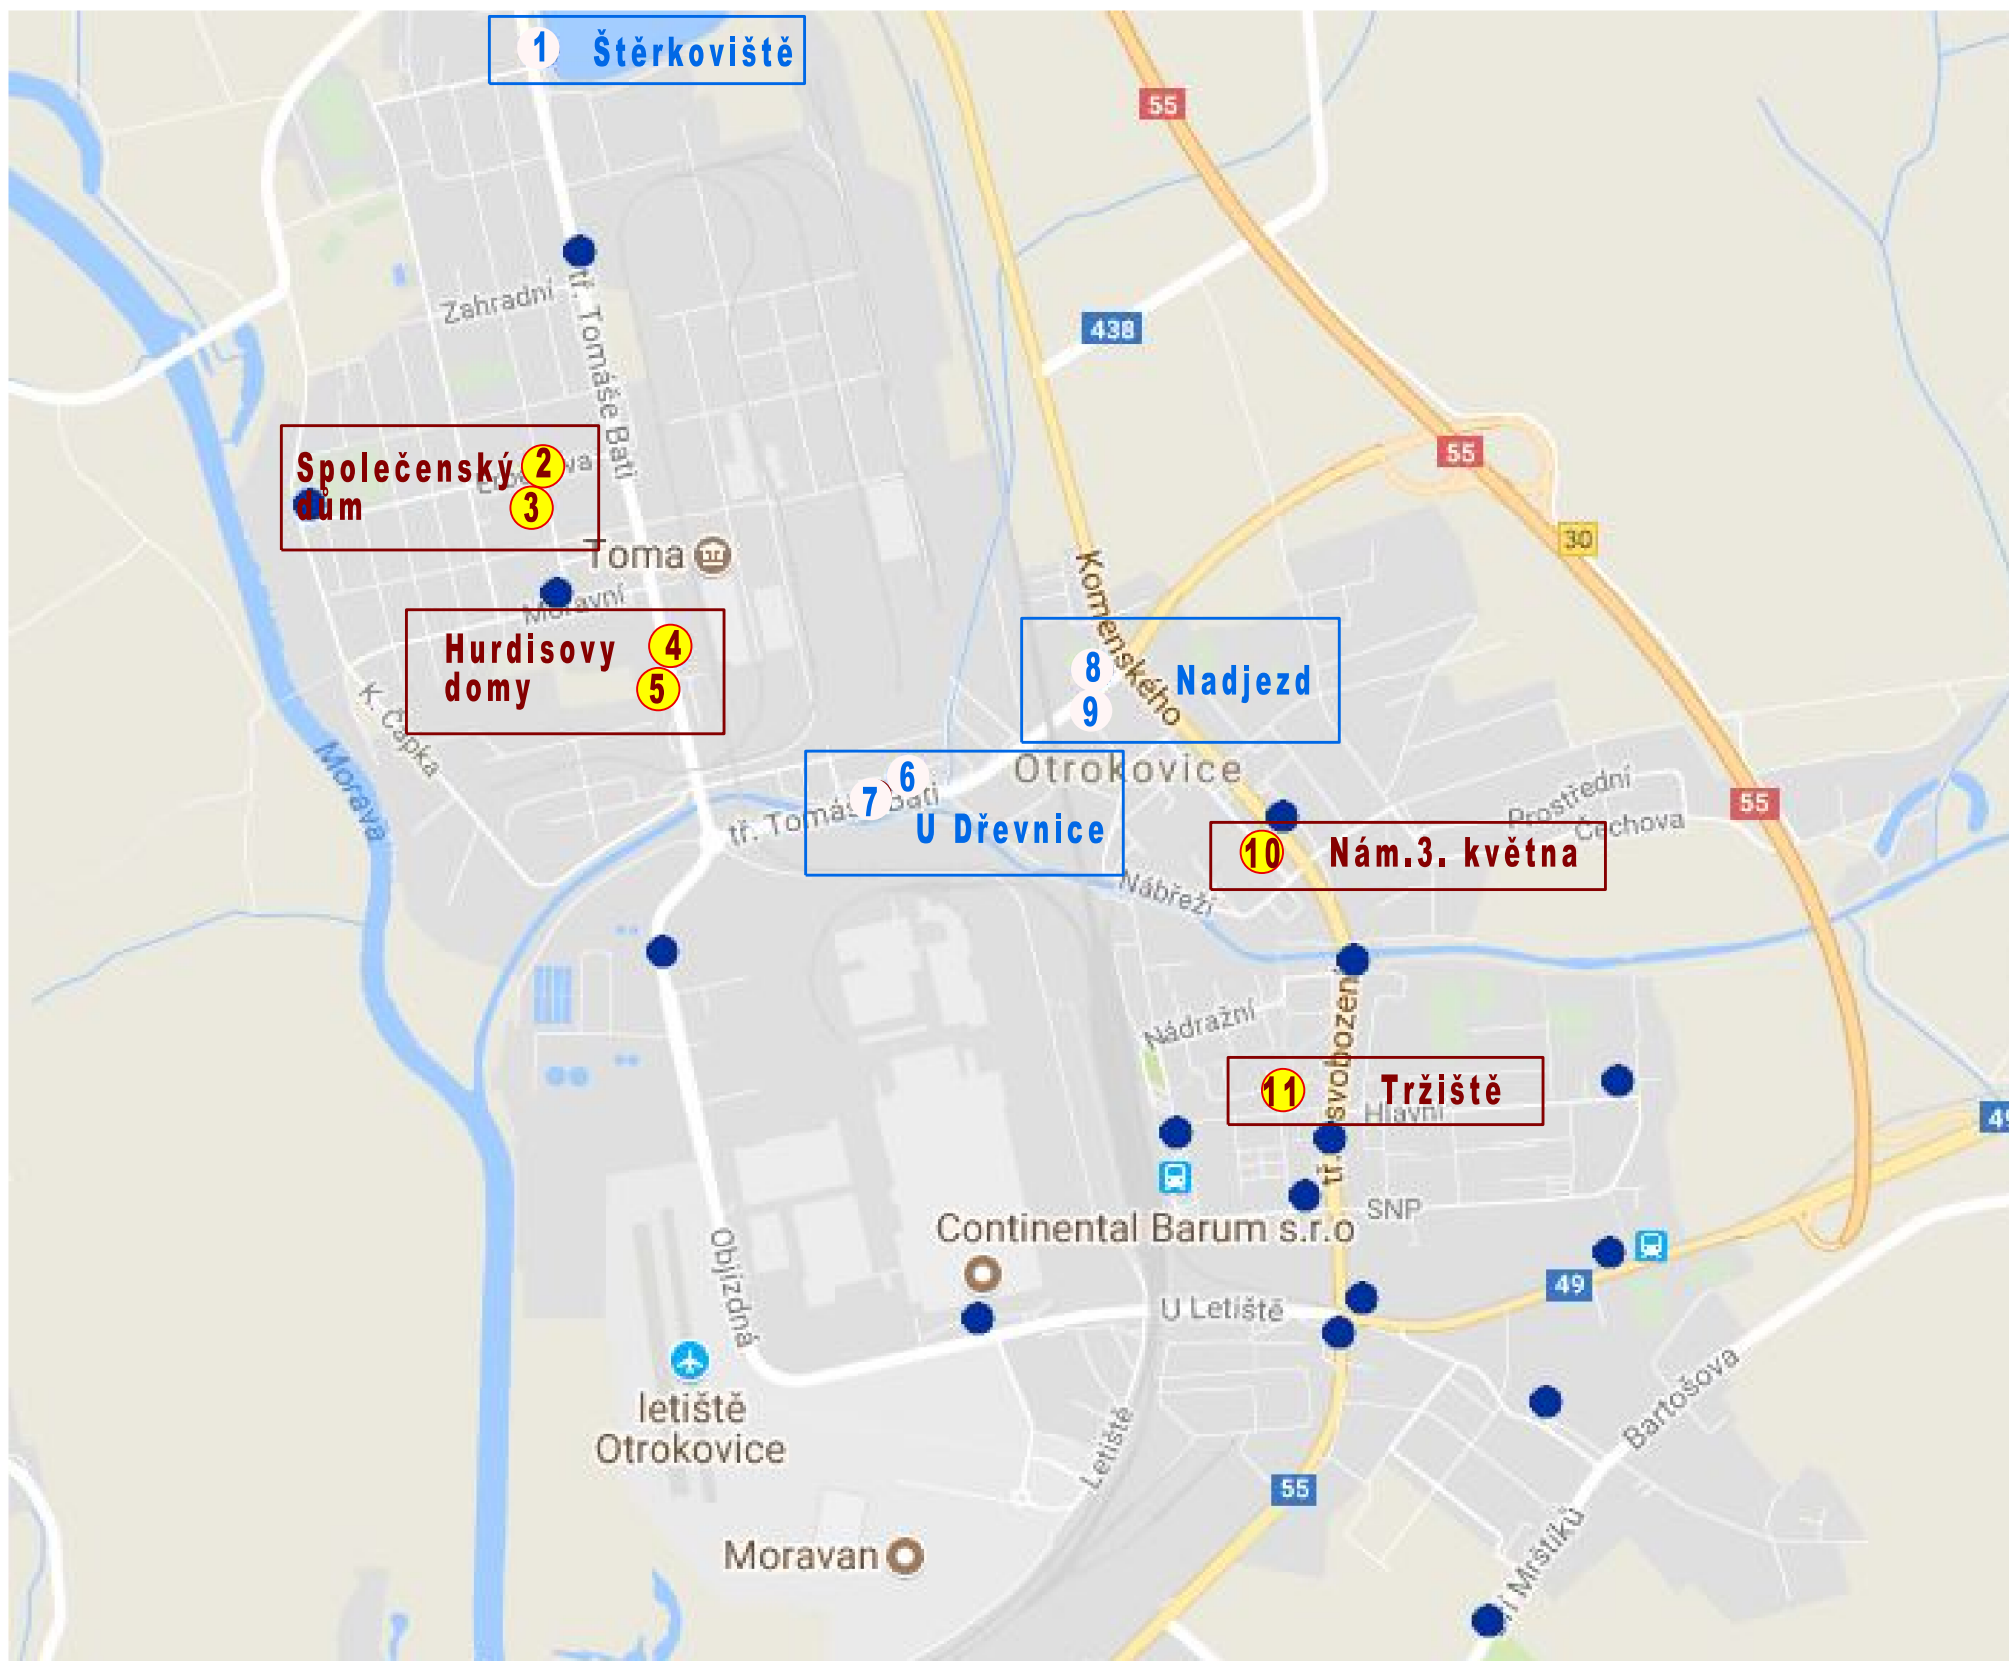 1 Štěrkoviště
55
Zahradní
tř. Tomáše Bati
438
Společenský 2
dům 3
55
30
Toma
Moravní
Komenského
Hurdisovy 4
domy 5
8 Nadjezd
9
K. Čapka
Morava
Otrokovice
6
7
tř. Tomáše Bati
U Dřevnice
Prostřední
55
Čechova
10 Nám.3. května
Nábřeží
Nádražní
tř. Osvobození
11 Tržiště
Hlavní
49
SNP
Continental Barum s.r.o
Objízdná
49
U Letiště
letiště
Otrokovice
Bartošova
Letiště
55
Moravan
Mrštíků